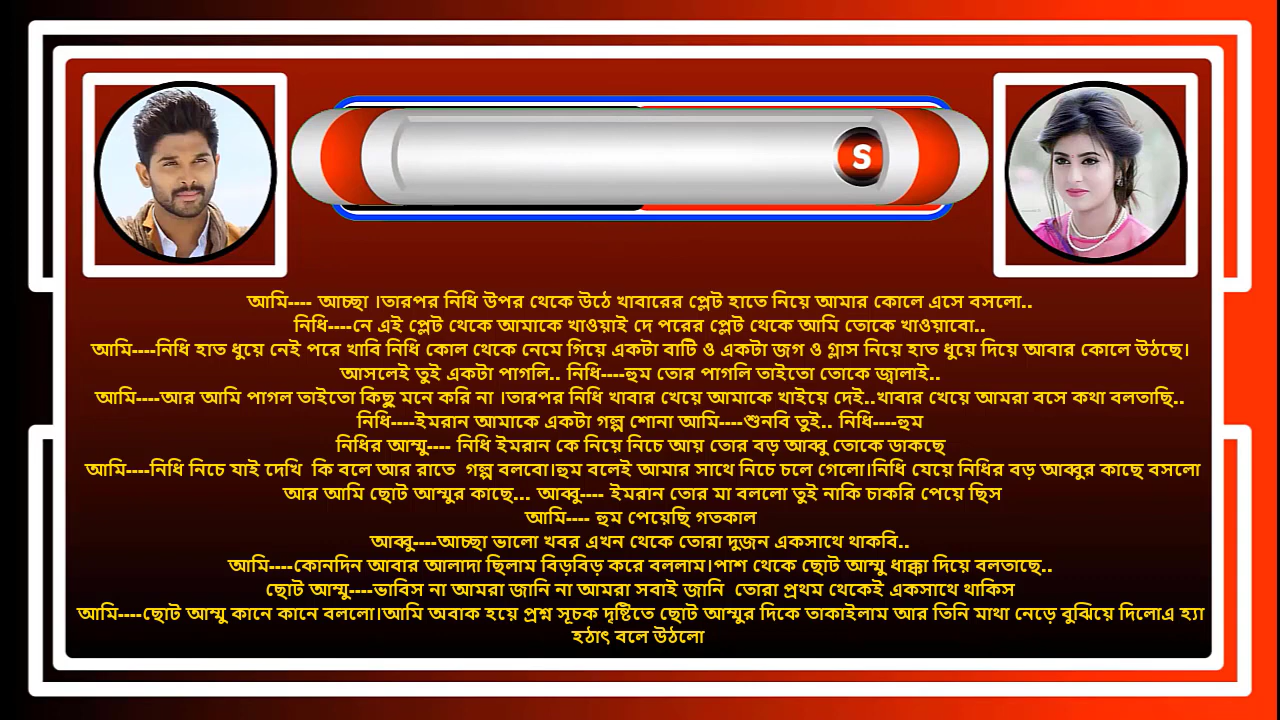 S
আমি---- আচ্ছা ।তারপর নিধি উপর থেকে উঠে খাবারের প্লেট হাতে নিয়ে আমার কোলে এসে বসলো..
নিধি----নে এই প্লেট থেকে আমাকে খাওয়াই দে পরের প্লেট থেকে আমি তোকে খাওয়াবো..
আমি----নিধি হাত ধুয়ে নেই পরে খাবি নিধি কোল থেকে নেমে গিয়ে একটা বাটি ও একটা জগ ও গ্লাস নিয়ে হাত ধুয়ে দিয়ে আবার কোলে উঠছে।
আসলেই তুই একটা পাগলি.. নিধি----হুম তোর পাগলি তাইতো তোকে জ্বালাই..
আমি----আর আমি পাগল তাইতো কিছু মনে করি না ।তারপর নিধি খাবার খেয়ে আমাকে খাইয়ে দেই..খাবার খেয়ে আমরা বসে কথা বলতাছি..
নিধি----ইমরান আমাকে একটা গল্প শোনা আমি----শুনবি তুই.. নিধি----হুম
নিধির আম্মু---- নিধি ইমরান কে নিয়ে নিচে আয় তোর বড় আব্বু তোকে ডাকছে
আমি----নিধি নিচে যাই দেখি কি বলে আর রাতে গল্প বলবো।হুম বলেই আমার সাথে নিচে চলে গেলো।নিধি যেয়ে নিধির বড় আব্বুর কাছে বসলো
আর আমি ছোট আম্মুর কাছে... আব্বু---- ইমরান তোর মা বললো তুই নাকি চাকরি পেয়ে ছিস
আমি---- হুম পেয়েছি গতকাল
আব্বু----আচ্ছা ভালো খবর এখন থেকে তোরা দুজন একসাথে থাকবি..
আমি----কোনদিন আবার আলাদা ছিলাম বিড়বিড় করে বললাম।পাশ থেকে ছোট আম্মু ধাক্কা দিয়ে বলতাছে..
ছোট আম্মু----ভাবিস না আমরা জানি না আমরা সবাই জানি তোরা প্রথম থেকেই একসাথে থাকিস
আমি----ছোট আম্মু কানে কানে বললো।আমি অবাক হয়ে প্রশ্ন সূচক দৃষ্টিতে ছোট আম্মুর দিকে তাকাইলাম আর তিনি মাথা নেড়ে বুঝিয়ে দিলোএ হ্যা
হঠাৎ বলে উঠলো